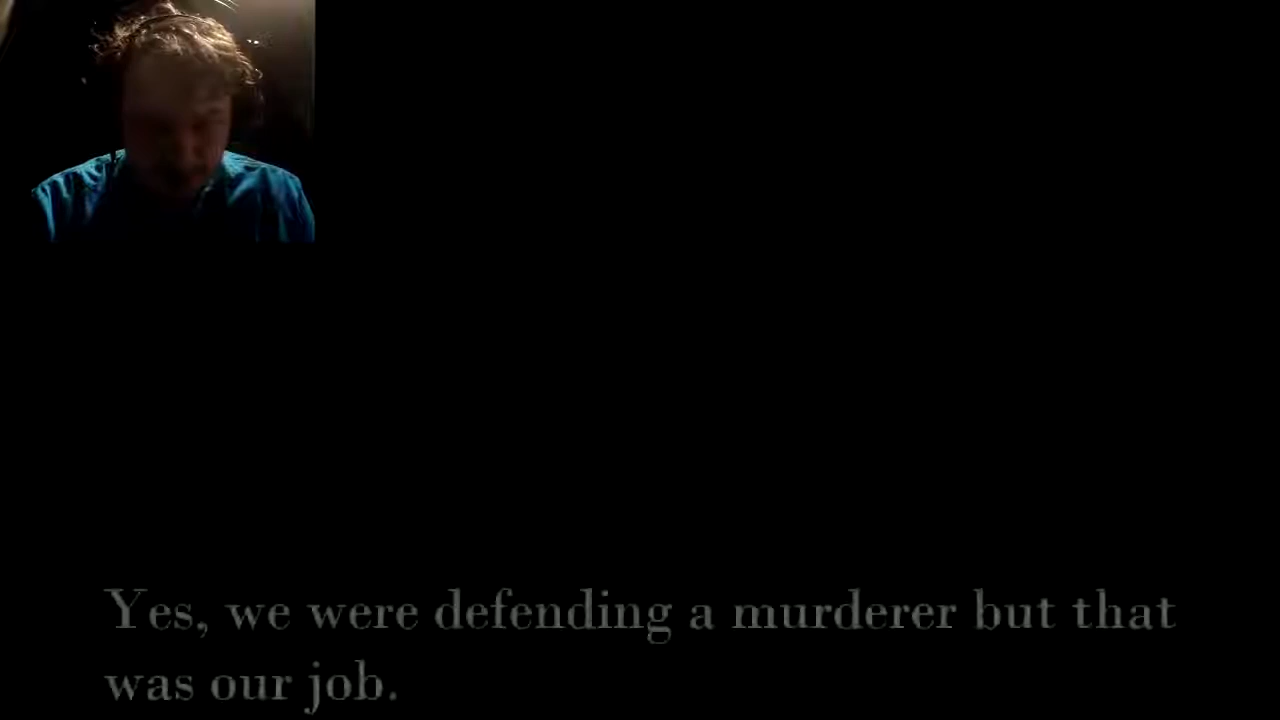 Yes, we were defending a murderer but that
was our job.